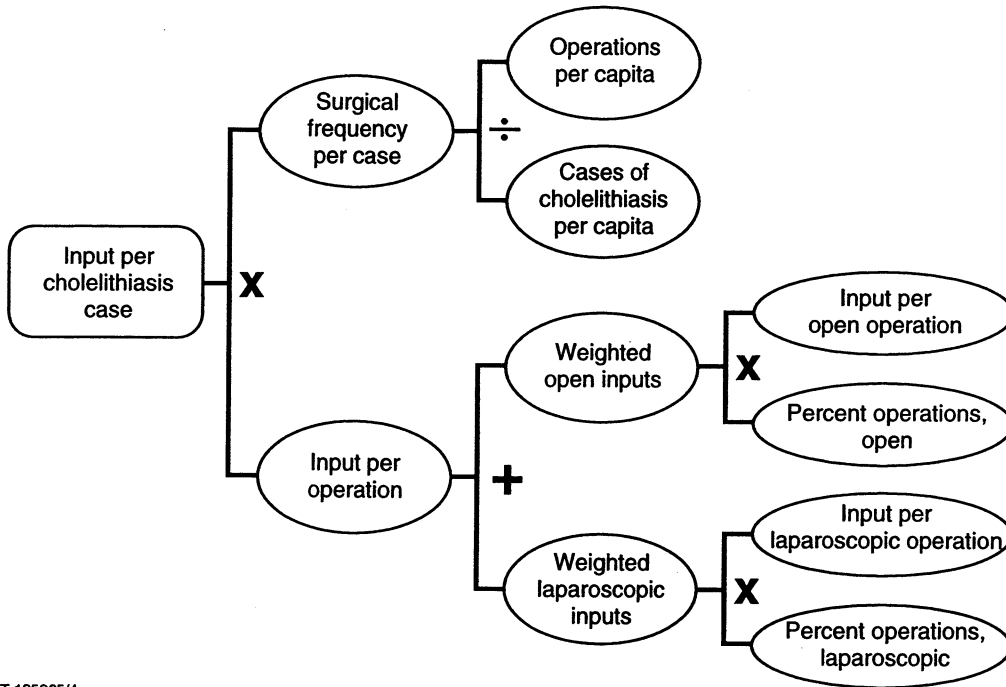 Operations
per capita
Surgical
frequency
per case
÷
Cases of
cholelithiasis
per capita
Input per
cholelithiasis
case
X
Input per
open operation
Weighted
open inputs
X
Percent operations,
open
Input per
operation
+
Input per
laparoscopic operation
Weighted
laparoscopic
inputs
X
Percent operations,
laparoscopic